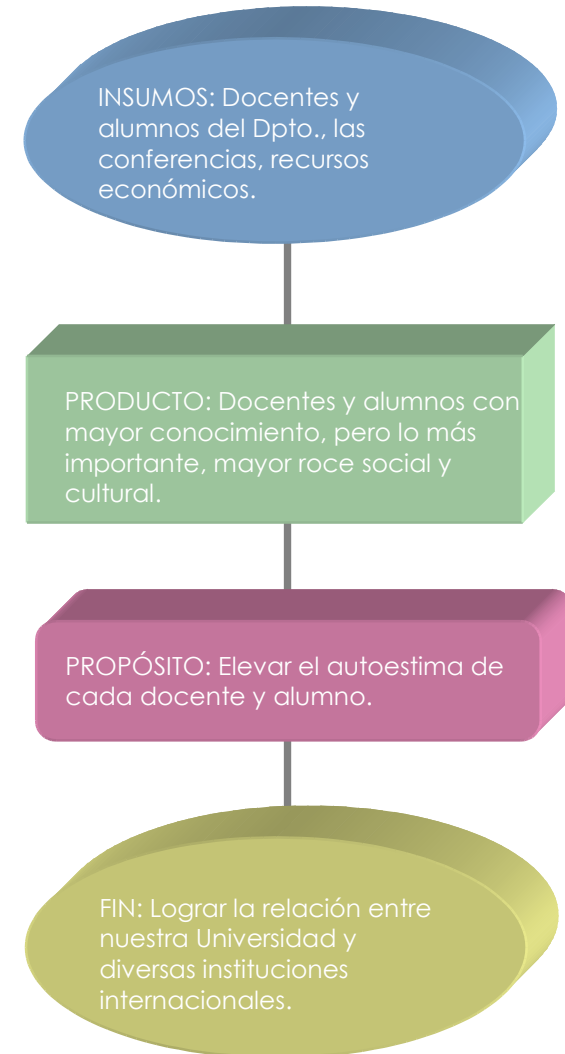 INSUMOS: Docentes y
alumnos del Dpto., las
conferencias, recursos
económicos.
PRODUCTO: Docentes y alumnos con
mayor conocimiento, pero lo más
importante, mayor roce social y
cultural.
PROPÓSITO: Elevar el autoestima de
cada docente y alumno.
FIN: Lograr la relación entre
nuestra Universidad y
diversas instituciones
internacionales.